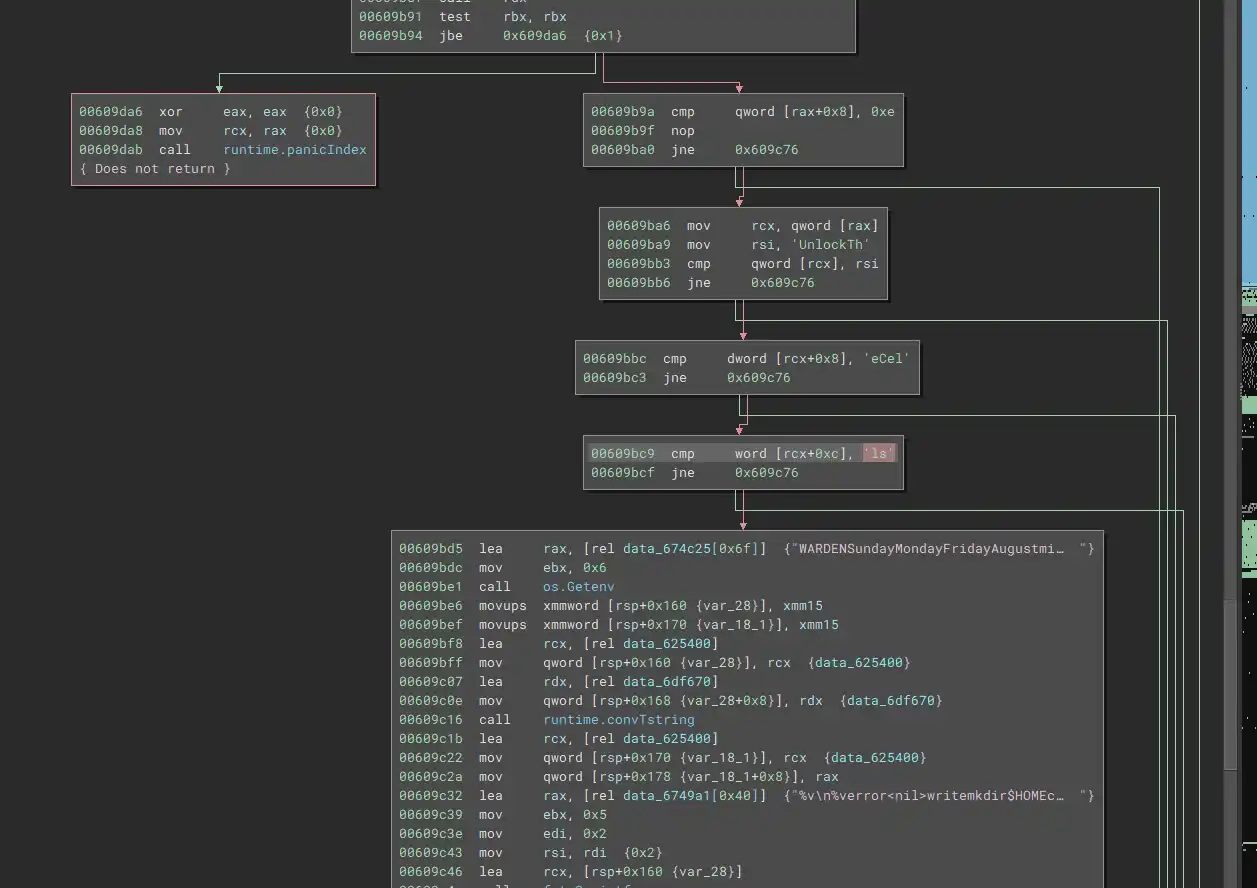 00609b91 test rbx, rbx
00609b94 jbe 0x609da6 {0x1}
00609da6 xor eax, eax {0x0}
00609da8 mov rcx, rax {0x0}
00609dab call runtime.panicIndex
{ Does not return }
00609b9a cmp qword [rax+0x8], 0xe
00609b9f nop
00609ba0 jne 0x609c76
00609ba6 mov rcx, qword [rax]
00609ba9 mov rsi, 'UnlockTh'
00609bb3 cmp qword [rcx], rsi
00609bb6 jne 0x609c76
00609bbc cmp dword [rcx+0x8], 'eCel'
00609bc3 jne 0x609c76
00609bc9 cmp word [rcx+0xc], 'ls'
00609bcf jne 0x609c76
00609bd5 lea rax, [rel data_674c25[0x6f]] {"WARDENSundayMondayFridayAugustmi… "}
00609bdc mov ebx, 0x6
00609be1 call os.Getenv
00609be6 movups xmmword [rsp+0x160 {var_28}], xmm15
00609bef movups xmmword [rsp+0x170 {var_18_1}], xmm15
00609bf8 lea rcx, [rel data_625400]
00609bff mov qword [rsp+0x160 {var_28}], rcx {data_625400}
00609c07 lea rdx, [rel data_6df670]
00609c0e mov qword [rsp+0x168 {var_28+0x8}], rdx {data_6df670}
00609c16 call runtime.convTstring
00609c1b lea rcx, [rel data_625400]
00609c22 mov qword [rsp+0x170 {var_18_1}], rcx {data_625400}
00609c2a mov qword [rsp+0x178 {var_18_1+0x8}], rax
00609c32 lea rax, [rel data_6749a1[0x40]] {"%v\n%verror<nil>writemkdir$HOMEc… "}
00609c39 mov ebx, 0x5
00609c3e mov edi, 0x2
00609c43 mov rsi, rdi {0x2}
00609c46 lea rcx, [rsp+0x160 {var_28}]